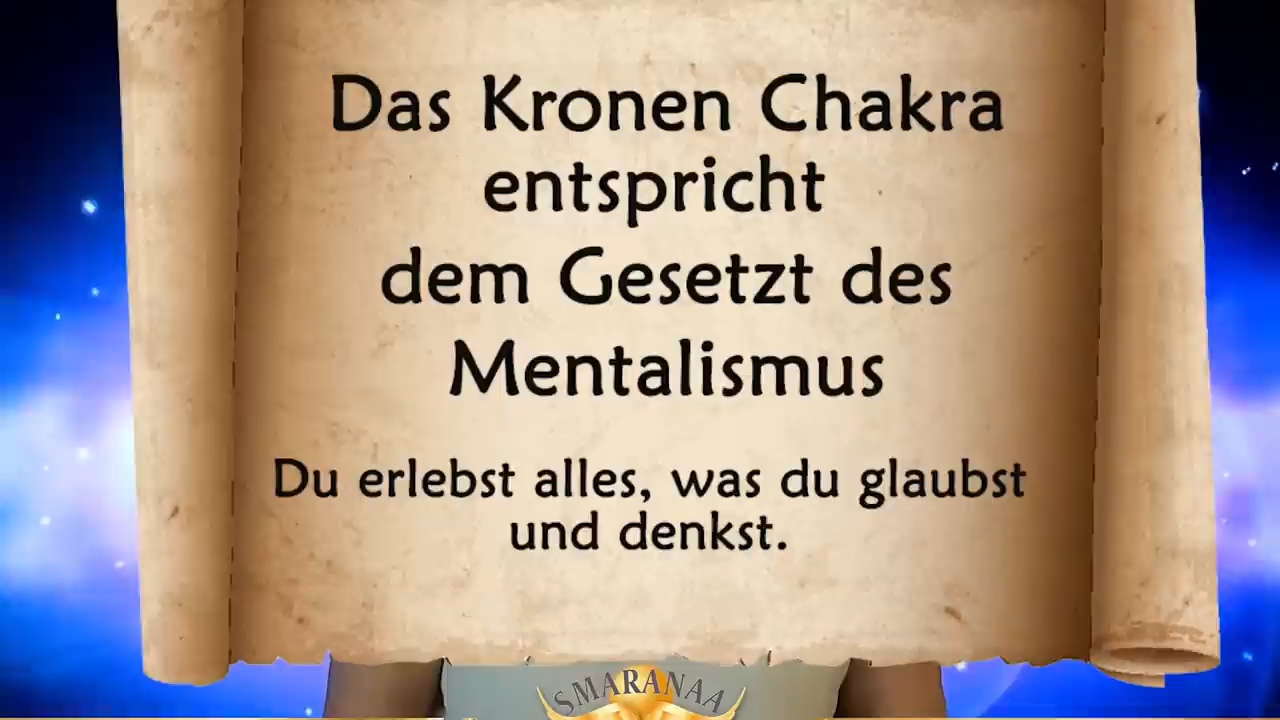 Das Kronen Chakra
entspricht
dem Gesetzt des
Mentalismus
Du erlebst alles, was du glaubst
und denkst.
SMARANAA